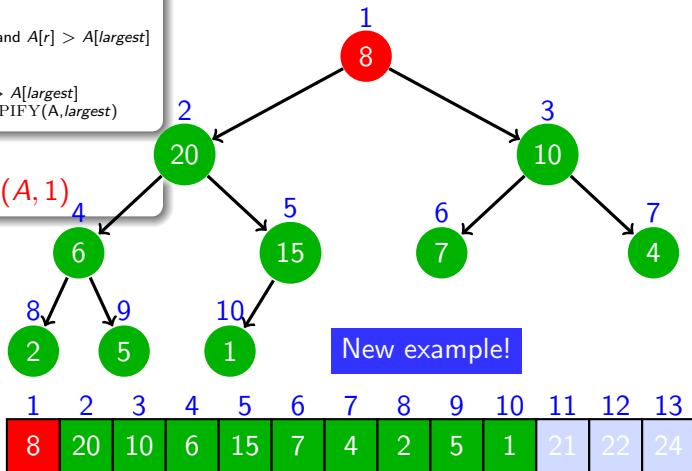 and A[r] > A[largest]
> A[largest]
PIFY(A,largest)
(A, 1)
1
8
2
3
20
10
4
5
6
7
6
15
7
4
8
9
10
2
5
1
New example!
1 2 3 4 5 6 7 8 9 10 11 12 13
8 20 10 6 15 7 4 2 5 1 21 22 24